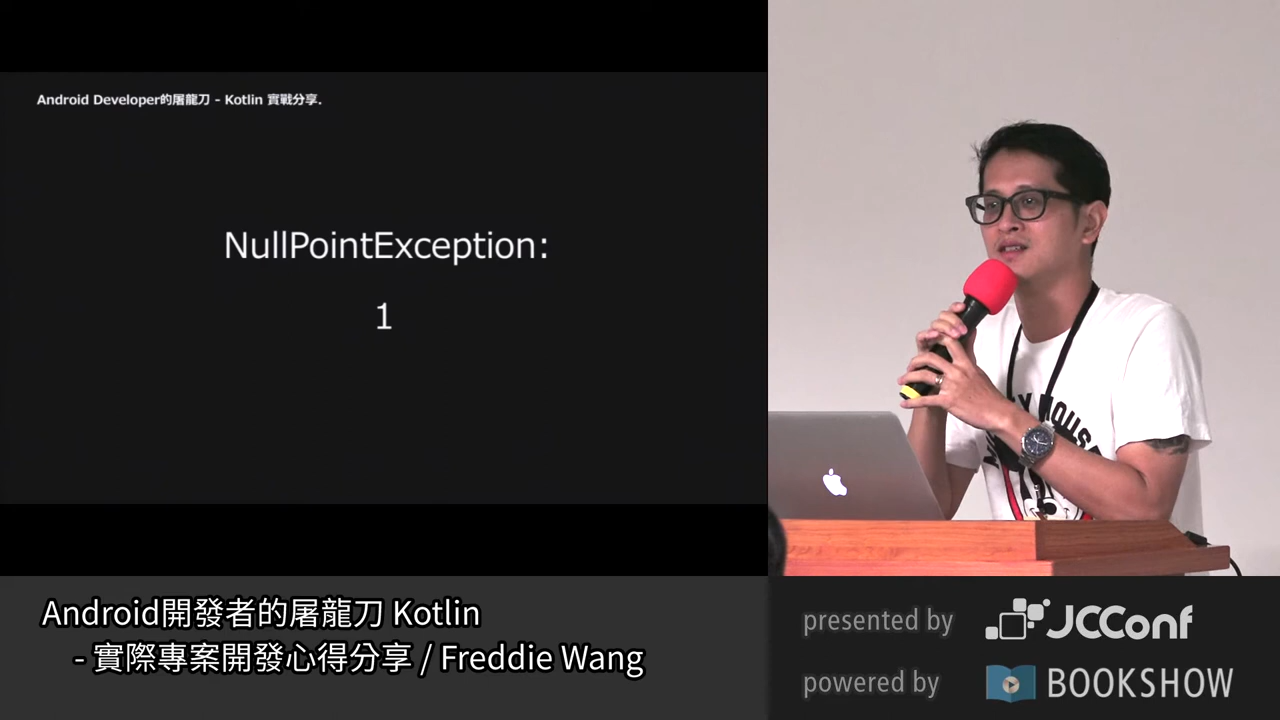 Android Developer的屠龍刀 - Kotlin 實戰分享.
NullPointException:
1
MOUSE
Android開發者的屠龍刀 Kotlin
- 實際專案開發心得分享 / Freddie Wang
presented by JCConf
powered by BOOKSHOW